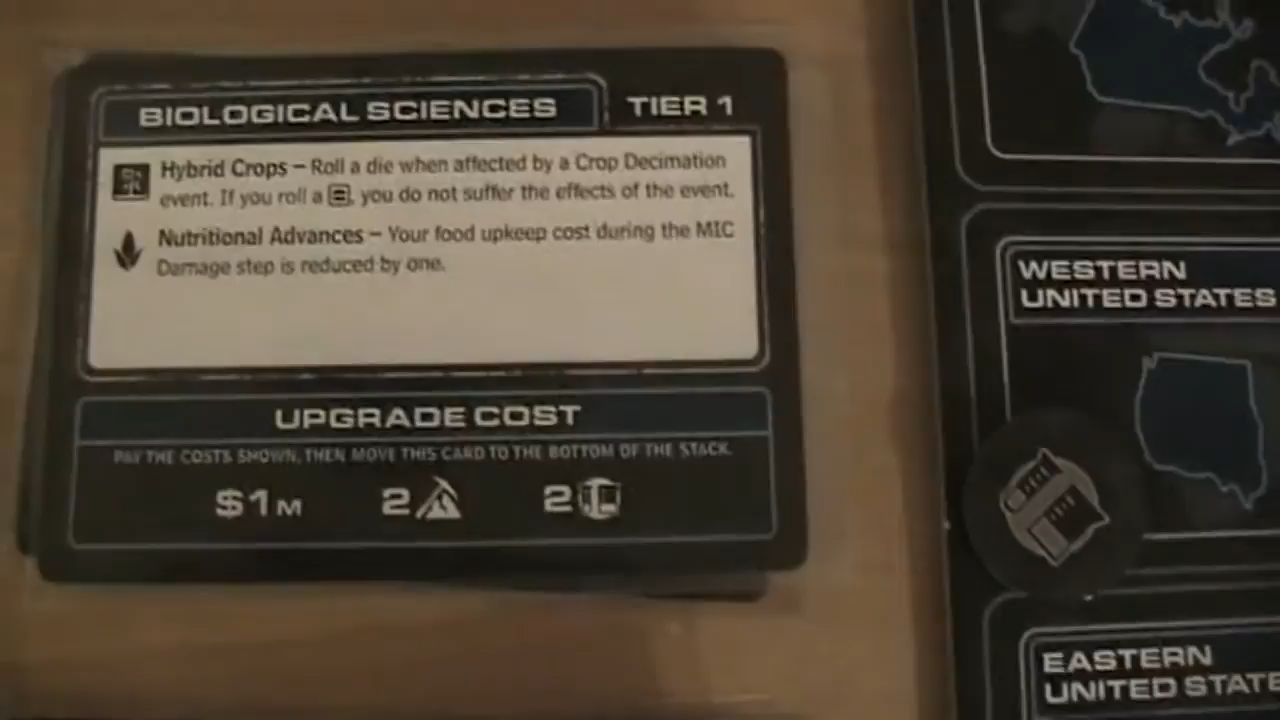 BIOLOGICAL SCIENCES
TIER 1
Hybrid Crops – Roll a die when affected by a Crop Decimation
event. If you roll a , you do not suffer the effects of the event.
Nutritional Advances – Your food upkeep cost during the MIC
Damage step is reduced by one.
UPGRADE COST
PAY THE COSTS SHOWN, THEN MOVE THIS CARD TO THE BOTTOM OF THE STACK.
$1M 2 2
WESTERN
UNITED STATES
EASTERN
UNITED STATE